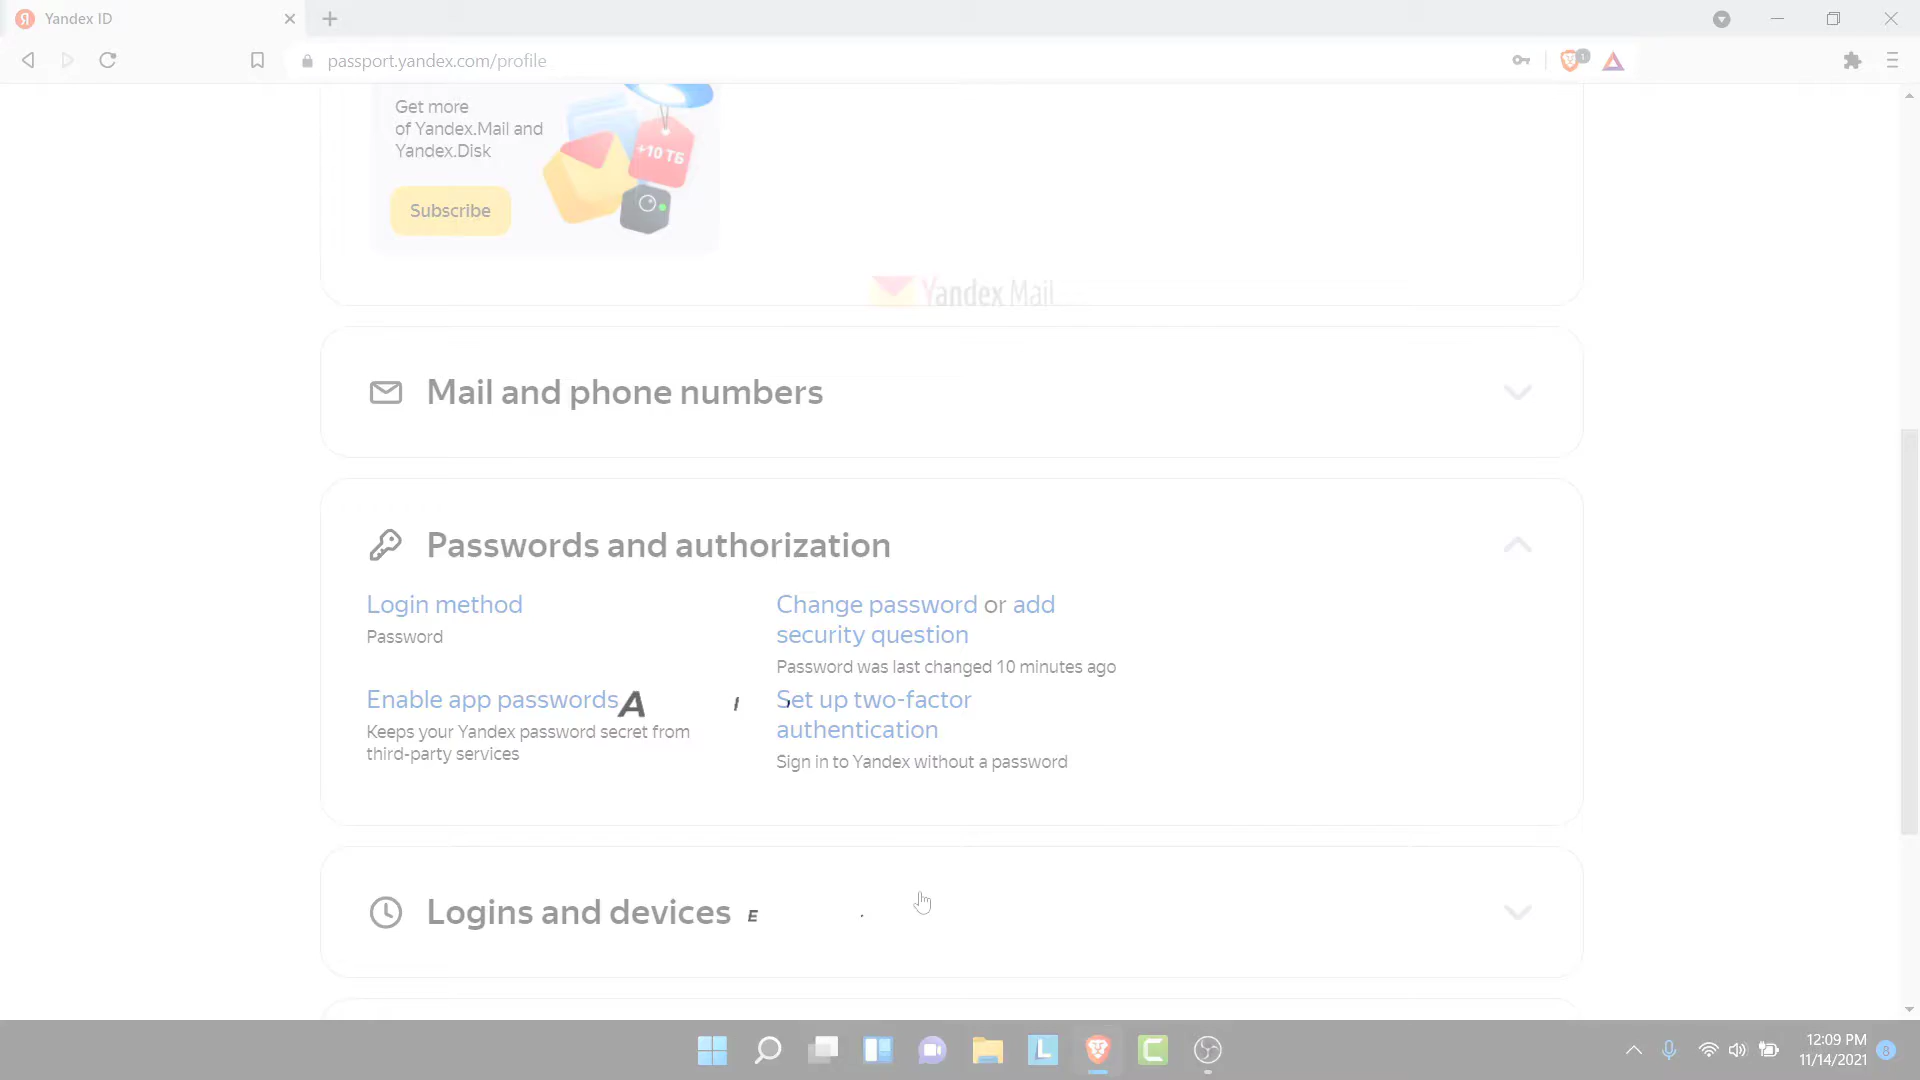 Yandex ID
passport.yandex.com/profile
1
Get more
of Yandex.Mail and
Yandex.Disk
+10 ТБ
Subscribe
Yandex Mail
Mail and phone numbers
Passwords and authorization
Login method
Password
Change password or add
security question
Password was last changed 10 minutes ago
Enable app passwords
A
Keeps your Yandex password secret from
third-party services
Set up two-factor
authentication
Sign in to Yandex without a password
Logins and devices
E
L
C
12:09 PM
11/14/2021
8